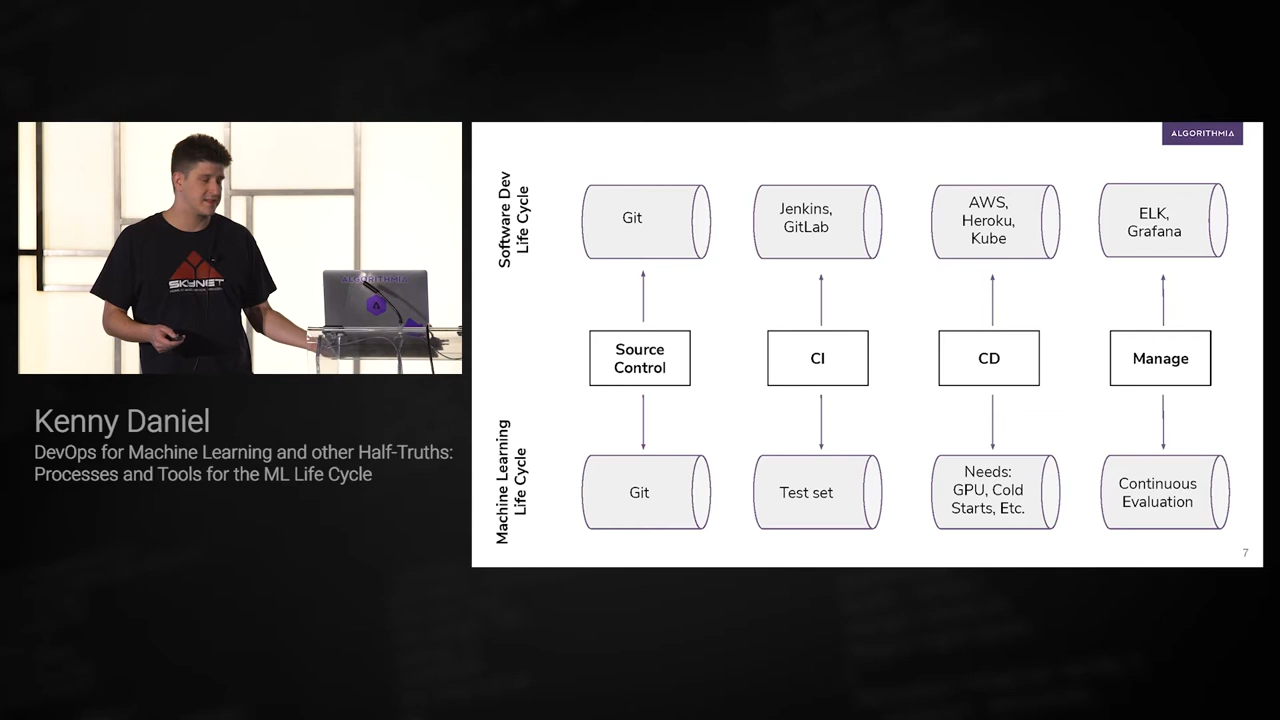 SKYNET
ALGORITHMIA
Kenny Daniel
DevOps for Machine Learning and other Half-Truths:
Processes and Tools for the ML Life Cycle
ALGORITHMIA
Software Dev
Life Cycle
Git
Jenkins,
GitLab
AWS,
Heroku,
Kube
ELK,
Grafana
Source
Control
CI
CD
Manage
Machine Learning
Life Cycle
Git
Test set
Needs:
GPU, Cold
Starts, Etc.
Continuous
Evaluation
7